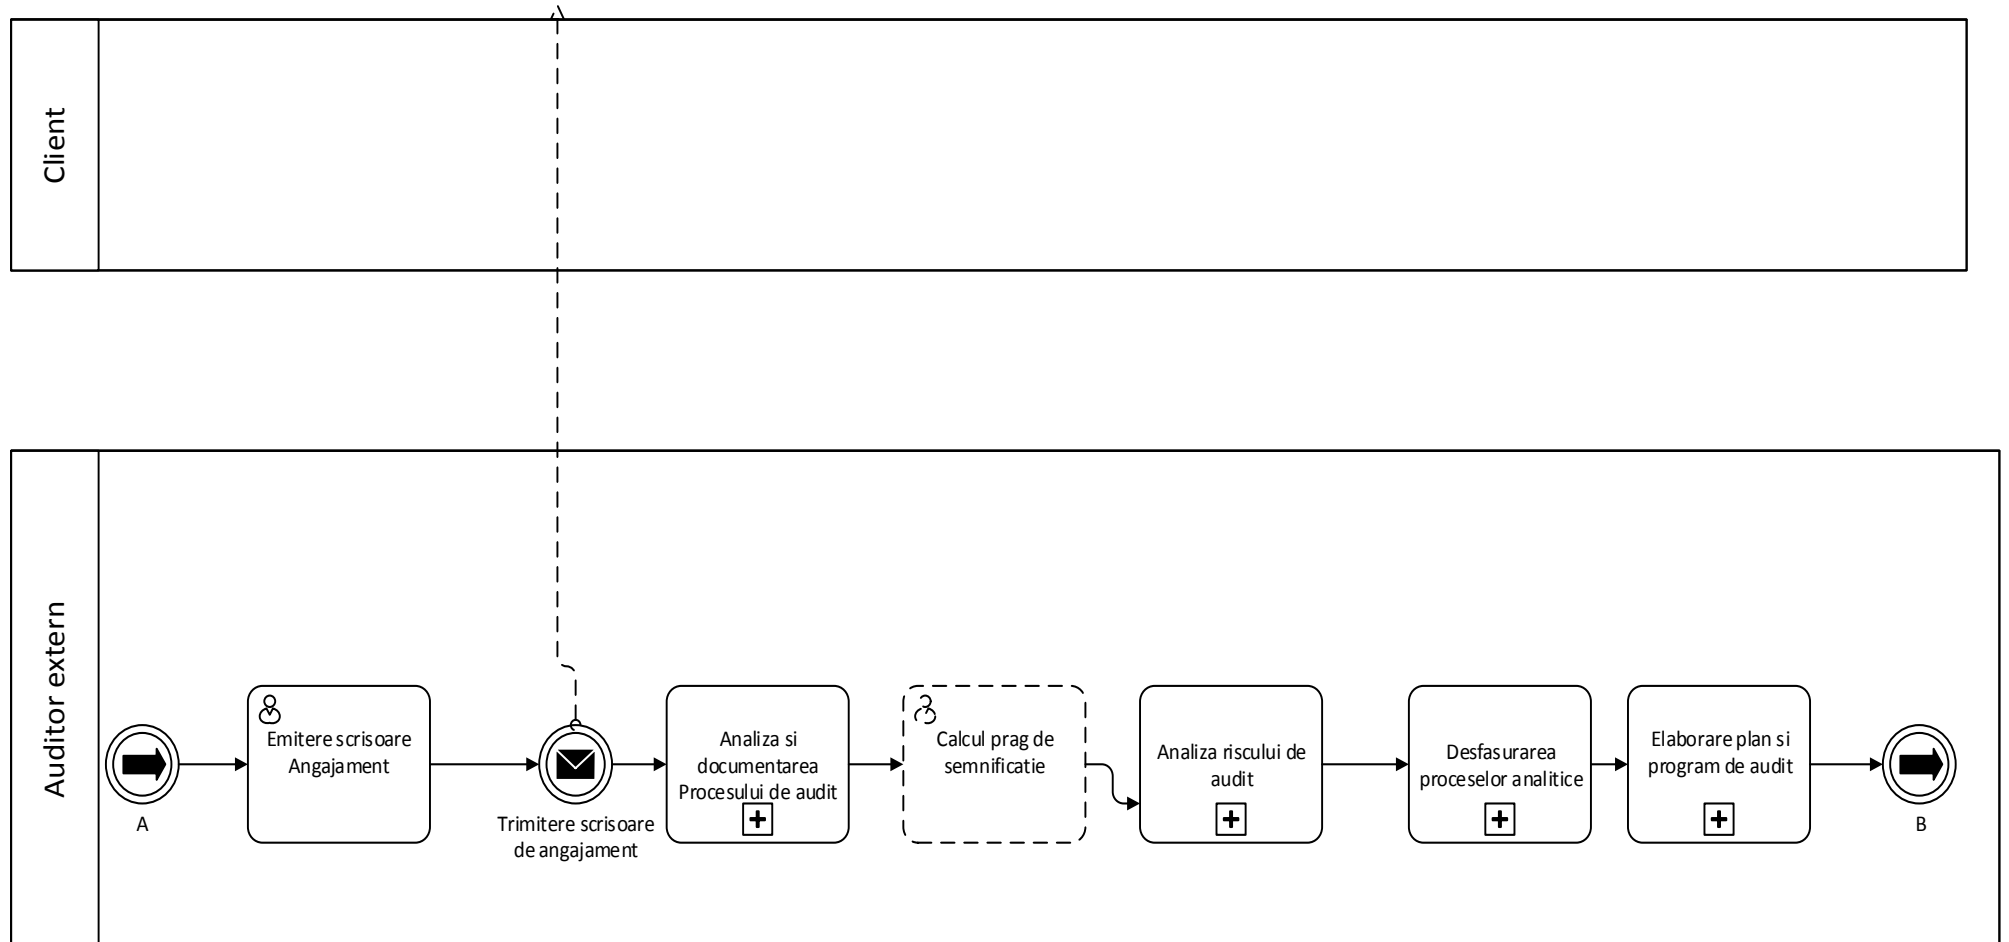 Client
Auditor extern
A
Emitere scrisoare
Angajament
Trimitere scrisoare
de angajament
Analiza si
documentarea
Procesului de audit
Calcul prag de
semnificatie
Analiza riscului de
audit
Desfasurarea
proceselor analitice
Elaborare plan si
program de audit
B